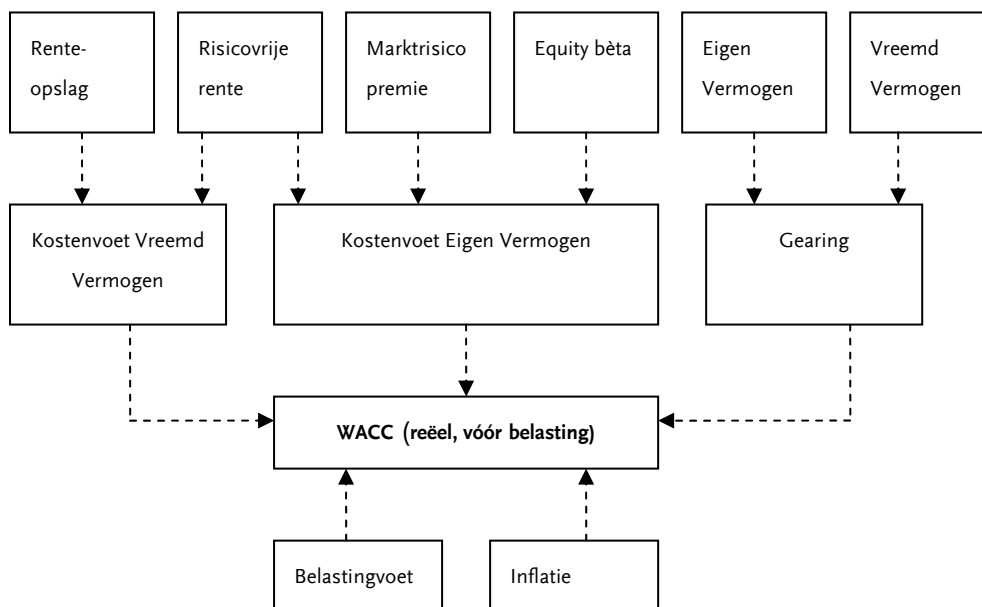 Rente-
opslag
Risicovrije
rente
Marktrisico
premie
Equity bèta
Eigen
Vermogen
Vreemd
Vermogen
Kostenvoet Vreemd
Vermogen
Kostenvoet Eigen Vermogen
Gearing
WACC (reëel, vóór belasting)
Belastingvoet
Inflatie